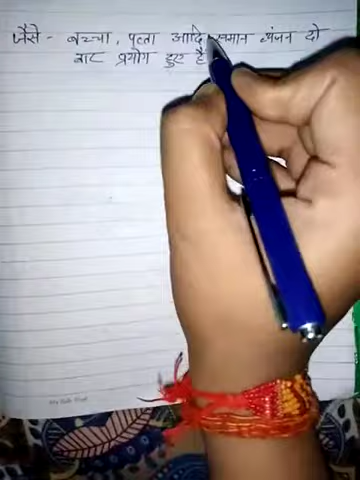 जैसे - बच्चा, पत्ता आदि समान व्यंजन दो
बार प्रयोग हुए है